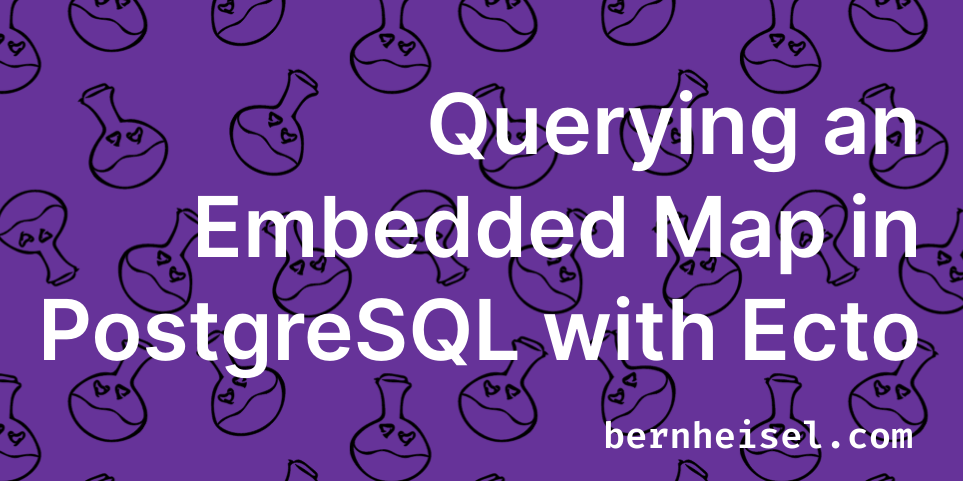 Querying an
Embedded Map in
PostgreSQL with Ecto
bernheisel.com